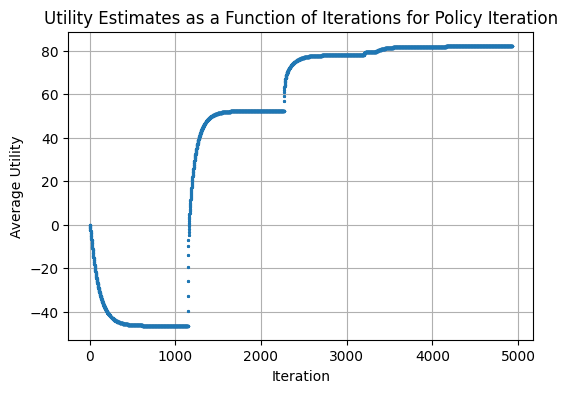 Utility Estimates as a Function of Iterations for Policy Iteration
80
60
40
20
0
−20
−40
Average Utility
0 1000 2000 3000 4000 5000
Iteration